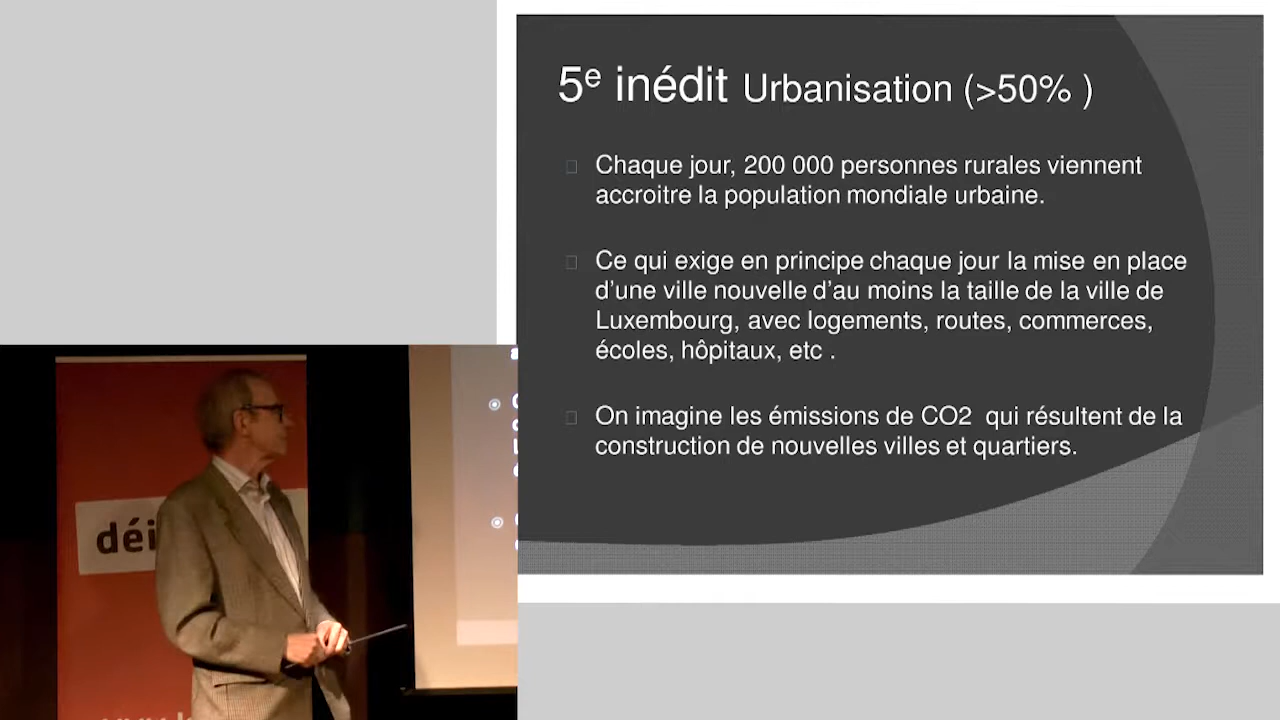 5e inédit Urbanisation (>50% )
Chaque jour, 200 000 personnes rurales viennent
accroitre la population mondiale urbaine.
Ce qui exige en principe chaque jour la mise en place
d'une ville nouvelle d'au moins la taille de la ville de
Luxembourg, avec logements, routes, commerces,
écoles, hôpitaux, etc .
On imagine les émissions de CO2  qui résultent de la
construction de nouvelles villes et quartiers.
déi